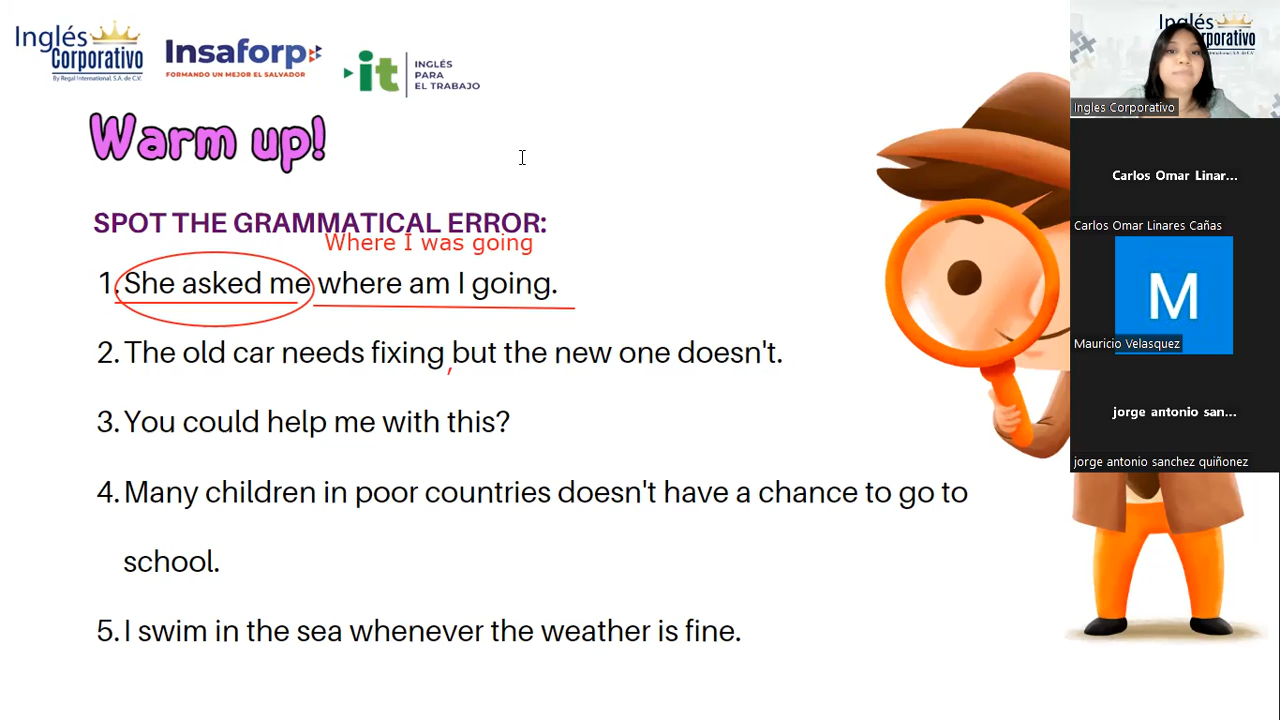 Inglés
Corporativo
By Regal International, S.A. de C.V.
Insaforp
FORMANDO UN MEJOR EL SALVADOR
it
INGLÉS
PARA
EL TRABAJO
Warm up!
SPOT THE GRAMMATICAL ERROR:
Where I was going
1. She asked me where am I going.
2. The old car needs fixing, but the new one doesn't.
3. You could help me with this?
4. Many children in poor countries doesn't have a chance to go to
school.
5. I swim in the sea whenever the weather is fine.
Inglés
Corporativo
Ingles Corporativo
Carlos Omar Linar...
Carlos Omar Linares Cañas
M
Mauricio Velasquez
jorge antonio san...
jorge antonio sanchez quiñonez